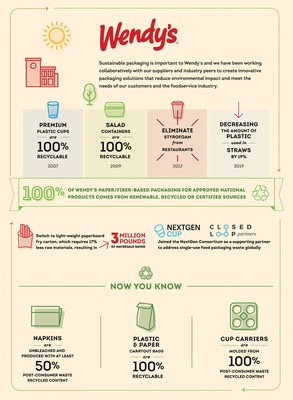 Wendy's
Sustainable packaging is important to Wendy's and we have been working
collaboratively with our suppliers and industry peers to create innovative
packaging solutions that reduce environmental impact and meet the
needs of our customers and the foodservice industry.
PREMIUM
PLASTIC CUPS
are
100%
RECYCLABLE
2007
SALAD
CONTAINERS
are
100%
RECYCLABLE
2009
ELIMINATE
STYROFOAM
from
RESTAURANTS
2012
DECREASING
THE AMOUNT OF
PLASTIC
used in
STRAWS
BY 15%
2019
100% OF WENDY'S PAPER/FIBER-BASED PACKAGING FOR APPROVED NATIONAL
PRODUCTS COMES FROM RENEWABLE, RECYCLED OR CERTIFIED SOURCES
Switch to light-weight paperboard
fry carton, which requires 17%
less raw materials, resulting in
3 MILLION
POUNDS
OF MATERIALS SAVED
NEXTGEN
CUP
CLOSED
LOOP
partners
Joined the NextGen Consortium as a supporting partner
to address single-use food packaging waste globally
NOW YOU KNOW
NAPKINS
are
UNBLEACHED AND
PRODUCED WITH AT LEAST
50%
POST-CONSUMER WASTE
RECYCLED CONTENT
PLASTIC
& PAPER
CARRYOUT BAGS
are
100%
RECYCLABLE
CUP CARRIERS
are
MOLDED FROM
100%
POST-CONSUMER WASTE
RECYCLED CONTENT